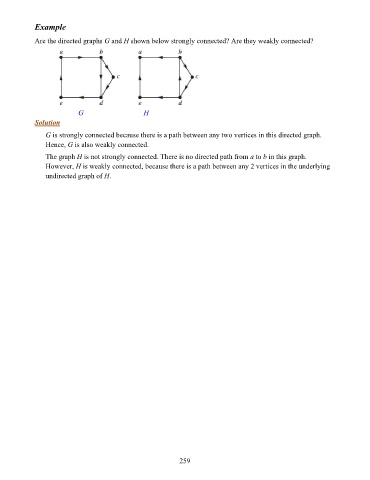 Example
Are the directed graphs G and H shown below strongly connected? Are they weakly connected?
a b a b
c c
e d e d
G H
Solution
G is strongly connected because there is a path between any two vertices in this directed graph.
Hence, G is also weakly connected.
The graph H is not strongly connected. There is no directed path from a to b in this graph.
However, H is weakly connected, because there is a path between any 2 vertices in the underlying
undirected graph of H.
259